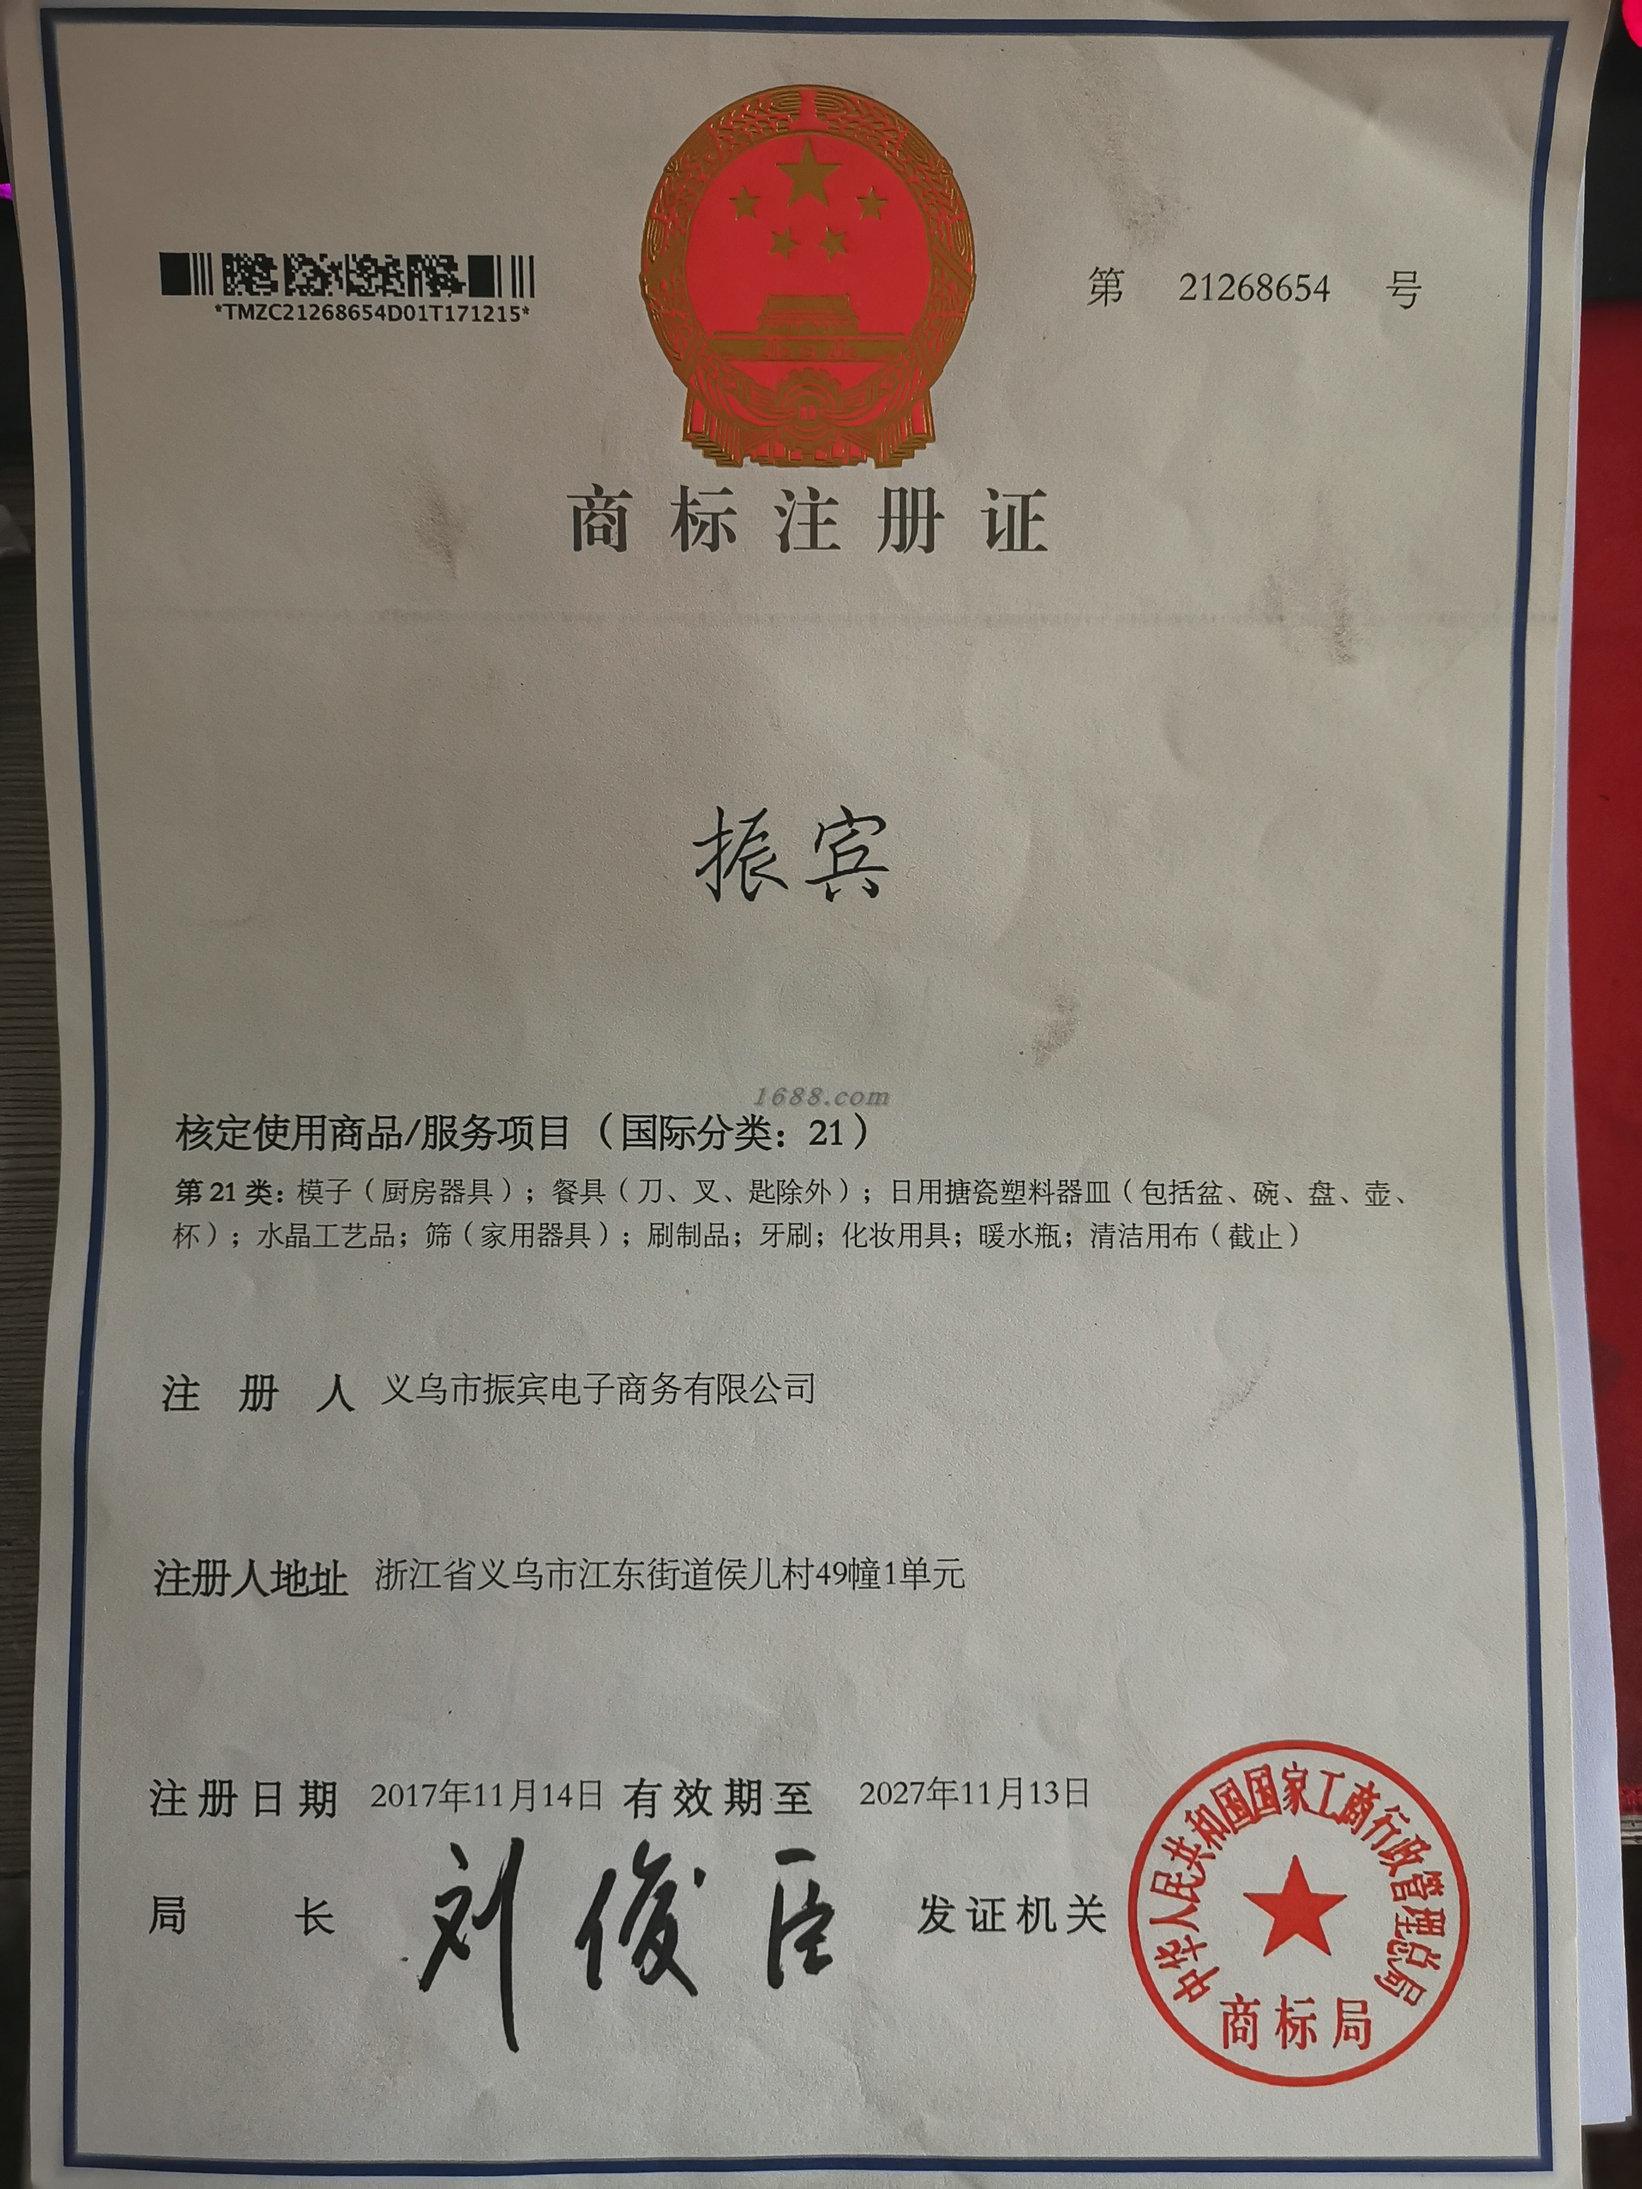 *TMZC21268654D01T171215*
第 21268654 号
商标注册证
振宾
1688.com
核定使用商品/服务项目（国际分类：21）
第21类：模子（厨房器具）；餐具（刀、叉、匙除外）；日用搪瓷塑料器皿（包括盆、碗、盘、壶、
杯）；水晶工艺品；筛（家用器具）；刷制品；牙刷；化妆用具；暖水瓶；清洁用布（截止）
注册人 义乌市振宾电子商务有限公司
注册人地址 浙江省义乌市江东街道侯儿村49幢1单元
注册日期 2017年11月14日 有效期至 2027年11月13日
局长 刘俊臣 发证机关
中华人民共和国国家工商行政管理总局
商标局